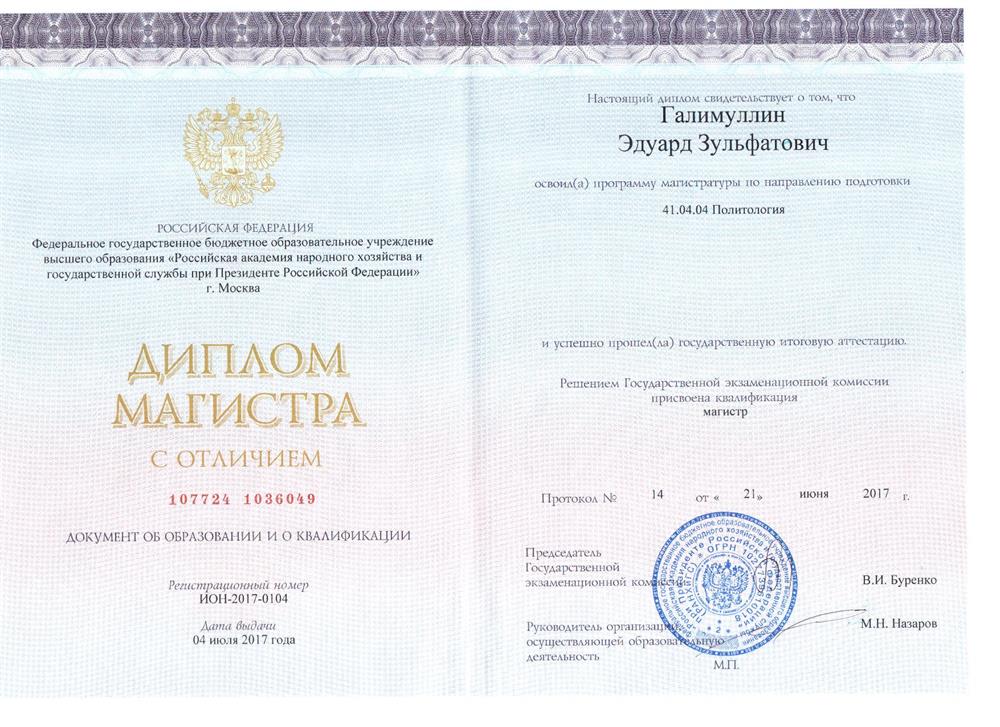 РОССИЙСКАЯ ФЕДЕРАЦИЯ
Федеральное государственное бюджетное образовательное учреждение
высшего образования «Российская академия народного хозяйства и
государственной службы при Президенте Российской Федерации»
г. Москва
ДИПЛОМ
МАГИСТРА
С ОТЛИЧИЕМ
107724 1036049
ДОКУМЕНТ ОБ ОБРАЗОВАНИИ И О КВАЛИФИКАЦИИ
Регистрационный номер
ИОН-2017-0104
Дата выдачи
04 июля 2017 года
Настоящий диплом свидетельствует о том, что
Галимуллин
Эдуард Зульфатович
освоил(а) программу магистратуры по направлению подготовки
41.04.04 Политология
и успешно прошел(ла) государственную итоговую аттестацию.
Решением Государственной экзаменационной комиссии
присвоена квалификация
магистр
Протокол № 14 от « 21» июня 2017 г.
Председатель
Государственной
экзаменационной комиссии
В.И. Буренко
Руководитель организации,
осуществляющей образовательную
деятельность
М.Н. Назаров
М.П.